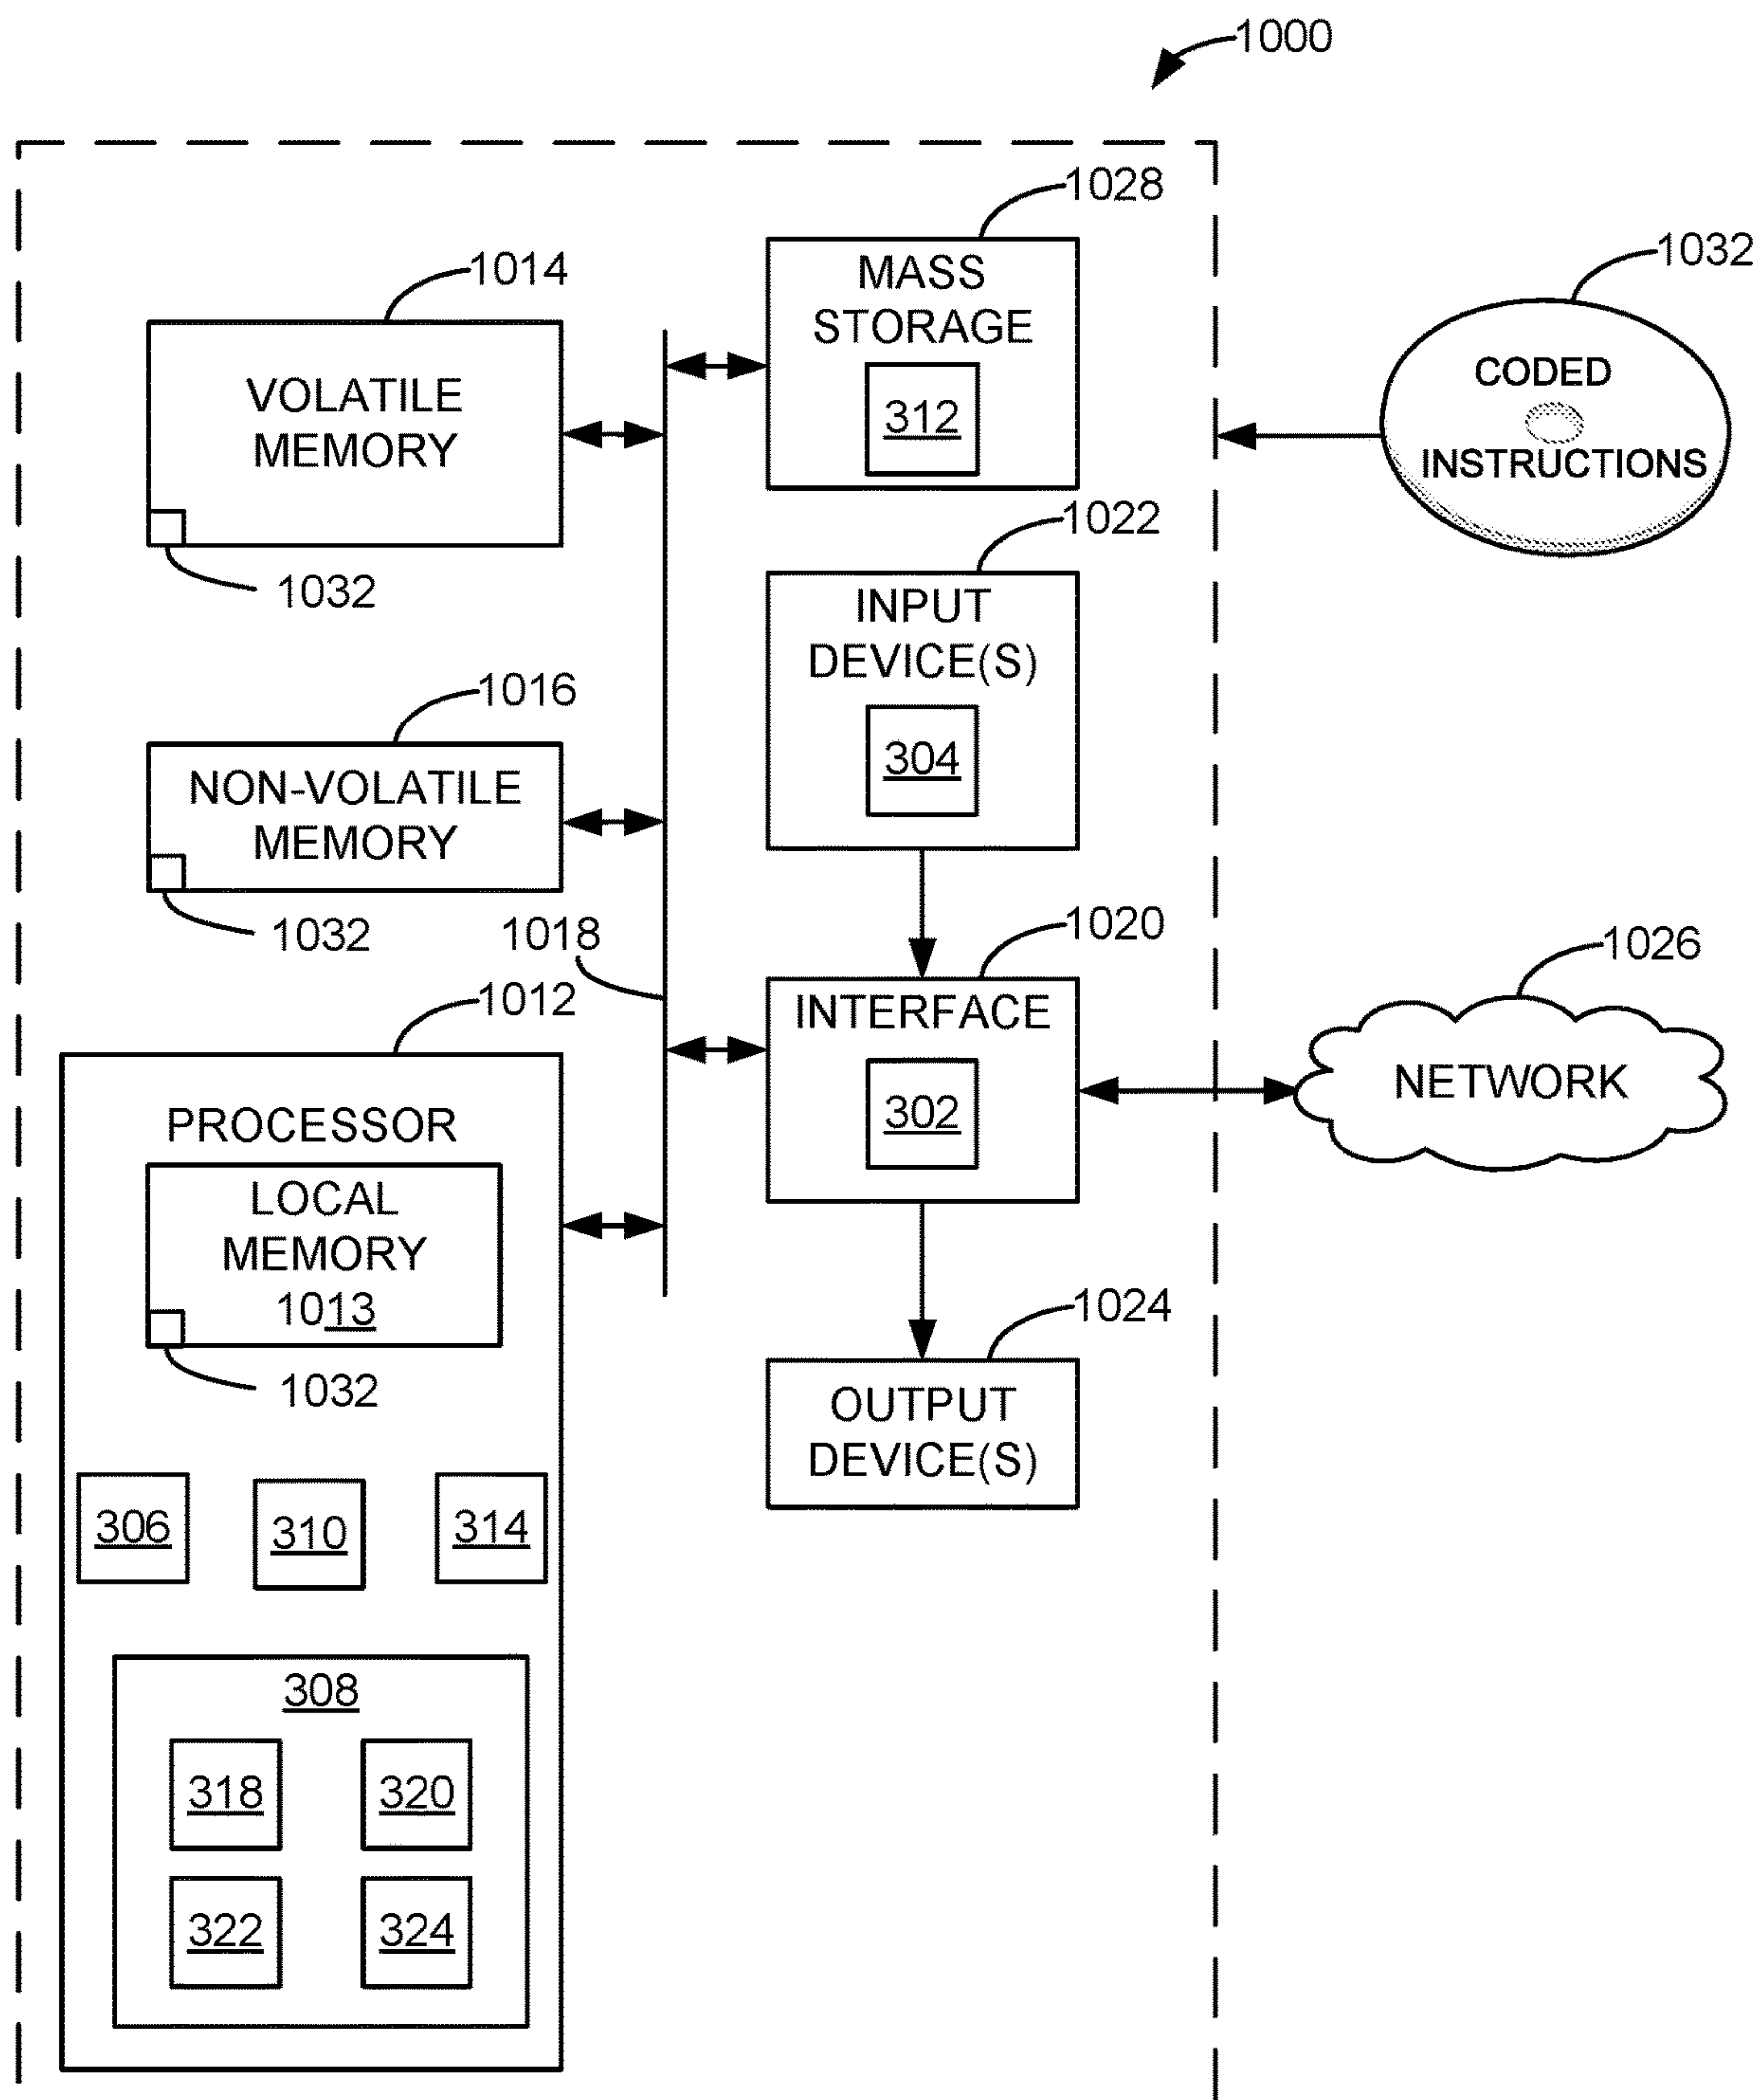 1000
1028
MASS
STORAGE
312
1014
VOLATILE
MEMORY
1032
1032
CODED
INSTRUCTIONS
1022
INPUT
DEVICE(S)
304
1016
NON-VOLATILE
MEMORY
1032
1018
1020
INTERFACE
302
1026
NETWORK
1012
PROCESSOR
LOCAL
MEMORY
1013
1032
1024
OUTPUT
DEVICE(S)
306
310
314
308
318
320
322
324